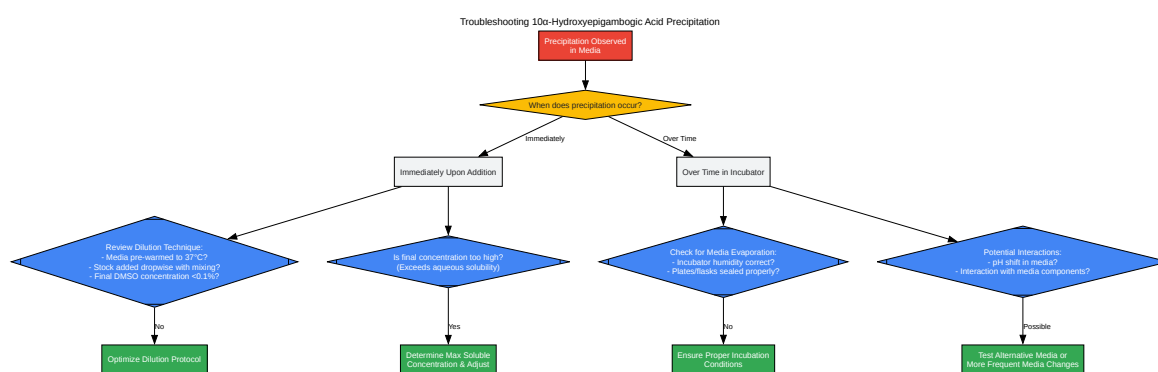 Troubleshooting 10α-Hydroxyepigambogic Acid Precipitation
Precipitation Observed
in Media
When does precipitation occur?
Immediately
Over Time
Immediately Upon Addition
Over Time in Incubator
Review Dilution Technique:
- Media pre-warmed to 37°C?
- Stock added dropwise with mixing?
- Final DMSO concentration <0.1%?
Is final concentration too high?
(Exceeds aqueous solubility)
Check for Media Evaporation:
- Incubator humidity correct?
- Plates/flasks sealed properly?
Potential Interactions:
- pH shift in media?
- Interaction with media components?
No
Yes
No
Possible
Optimize Dilution Protocol
Determine Max Soluble
Concentration & Adjust
Ensure Proper Incubation
Conditions
Test Alternative Media or
More Frequent Media Changes